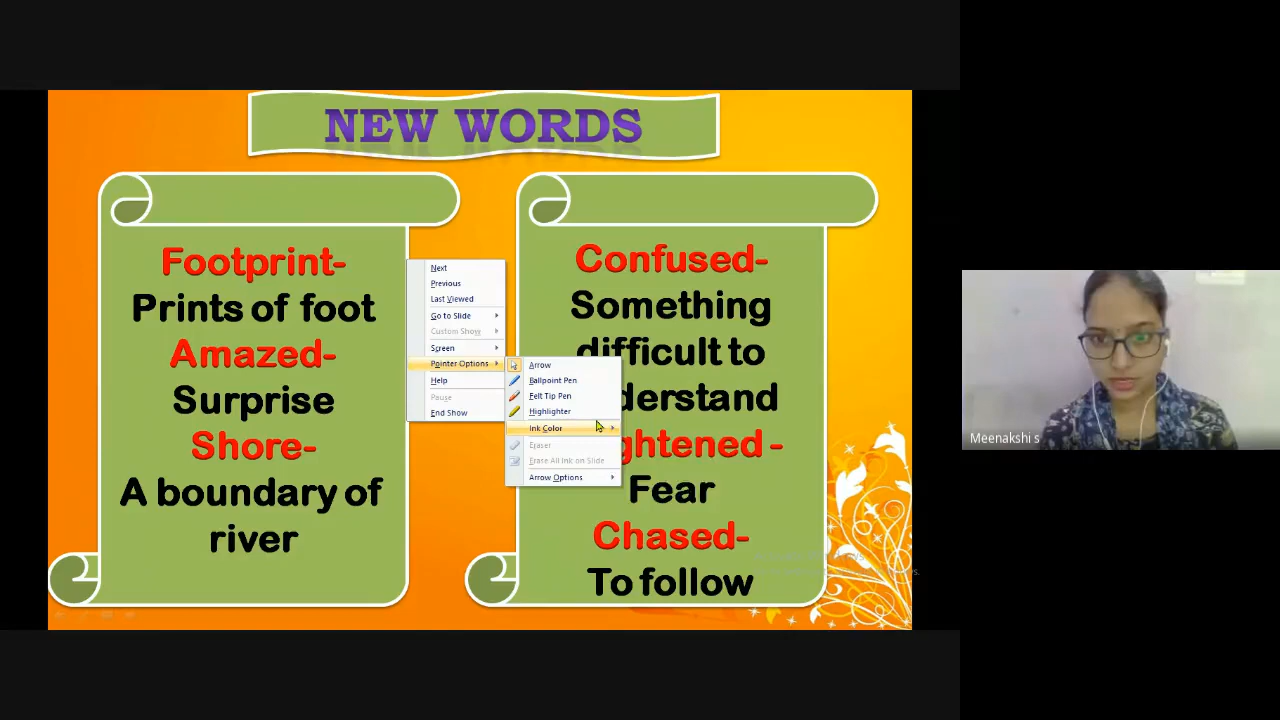 NEW WORDS
Footprint-
Prints of foot
Amazed-
Surprise
Shore-
A boundary of
river
Confused-
Something
difficult to
Fear
Chased-
To follow
Next
Previous
Last Viewed
Go to Slide
Custom Show
Screen
Pointer Options
Help
Pause
End Show
Arrow
Ballpoint Pen
Felt Tip Pen
Highlighter
Ink Color
Eraser
Erase All Ink on Slide
Arrow Options
Meenakshi s